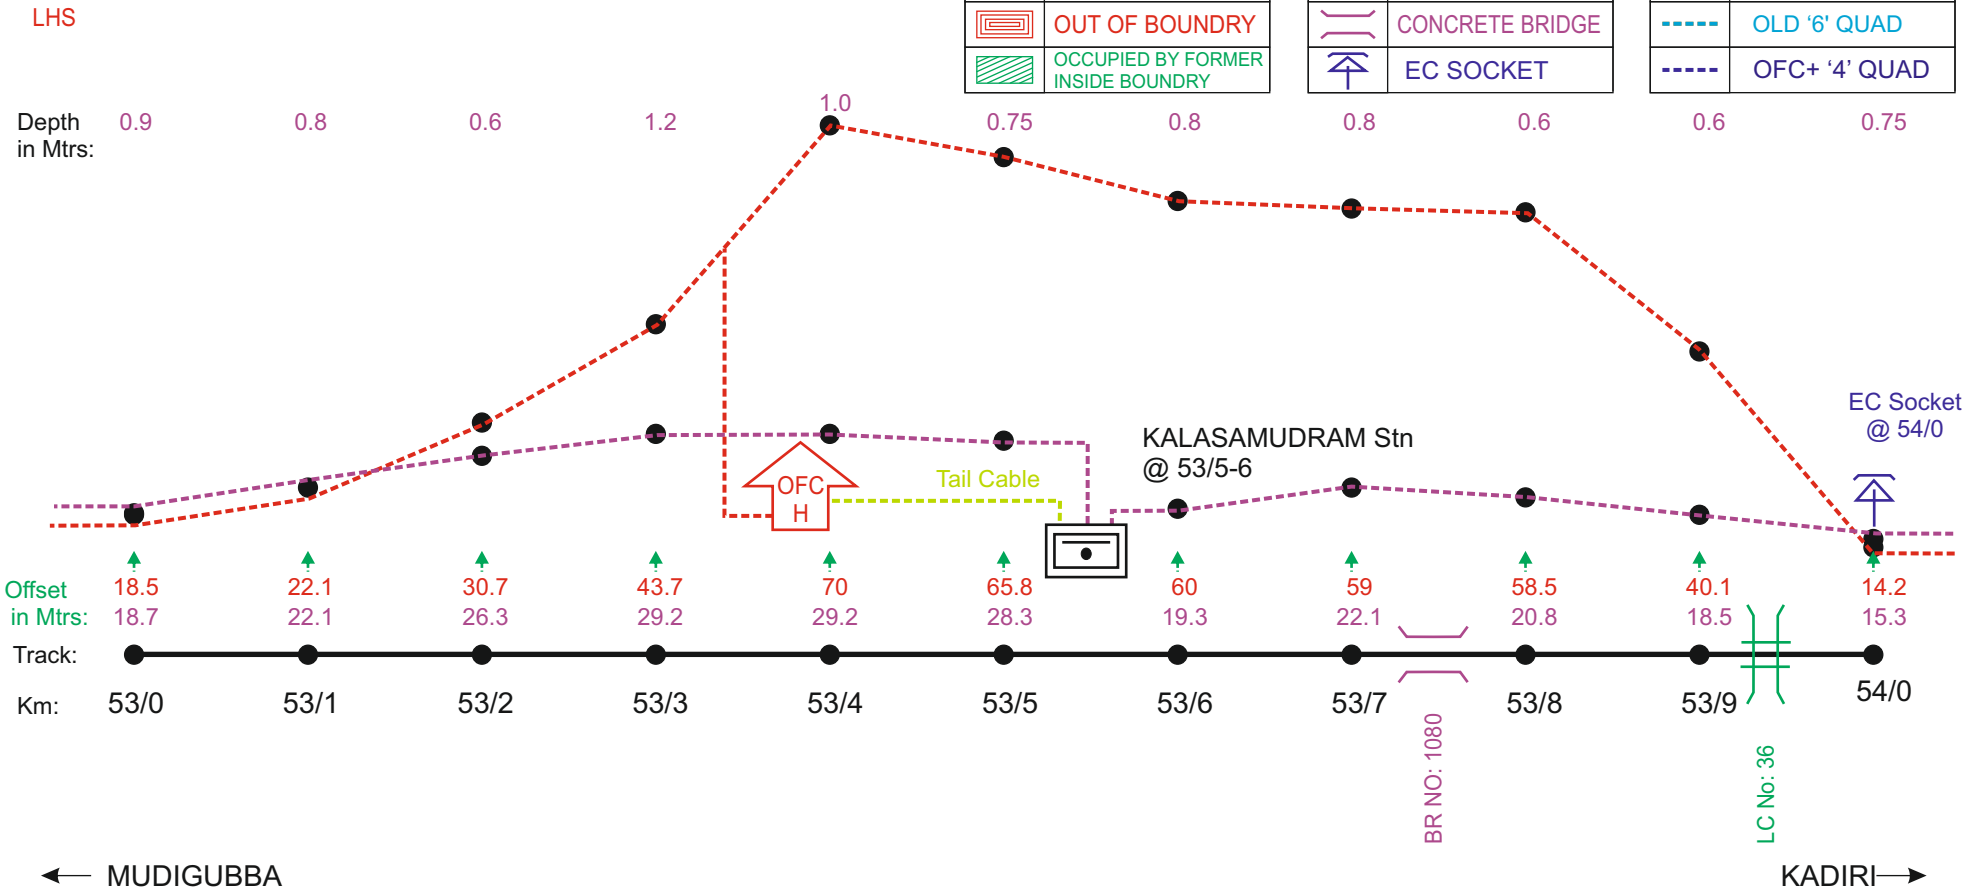 LHS
OUT OF BOUNDRY
CONCRETE BRIDGE
OLD ‘6' QUAD
OCCUPIED BY FORMER
INSIDE BOUNDRY
EC SOCKET
OFC+ ‘4’ QUAD
Depth
in Mtrs:
0.9 0.8 0.6 1.2 1.0 0.75 0.8 0.8 0.6 0.6 0.75
EC Socket
@ 54/0
KALASAMUDRAM Stn
@ 53/5-6
Tail Cable
OFC
H
Offset
in Mtrs:
18.5 22.1 30.7 43.7 70 65.8 60 59 58.5 40.1 14.2
18.7 22.1 26.3 29.2 29.2 28.3 19.3 22.1 20.8 18.5 15.3
Track:
Km: 53/0 53/1 53/2 53/3 53/4 53/5 53/6 53/7 53/8 53/9 54/0
BR NO: 1080
LC No: 36
MUDIGUBBA
KADIRI